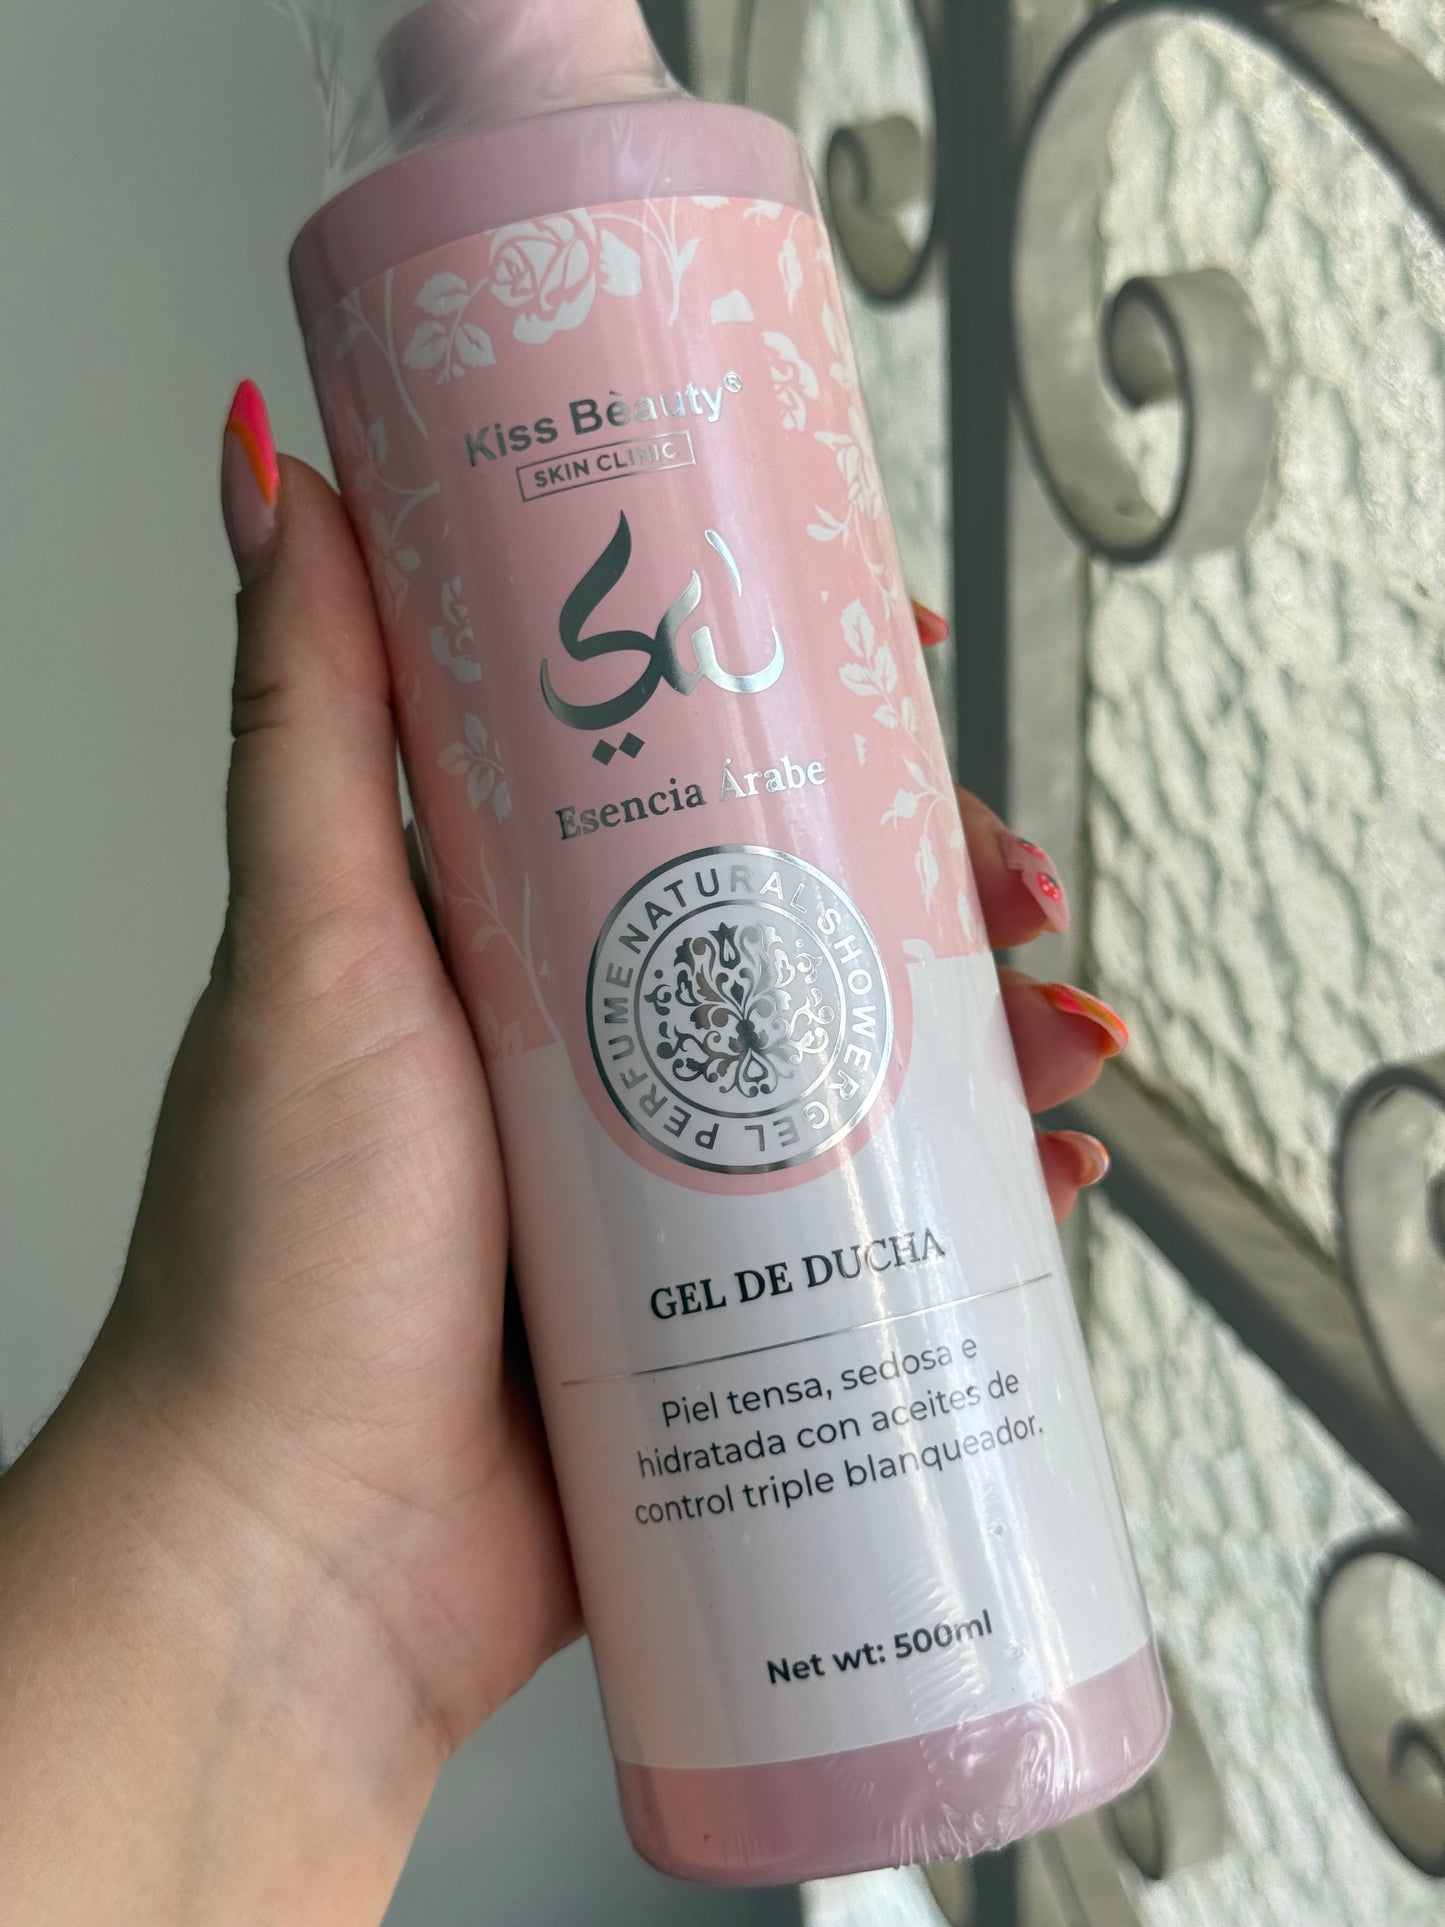 Kiss Bèauty®
SKIN CLINIC
Esencia Árabe
NATURAL SHOWER GEL PERFUME
GEL DE DUCHA
Piel tensa, sedosa e
hidratada con aceites de
control triple blanqueador.
Net wt: 500ml